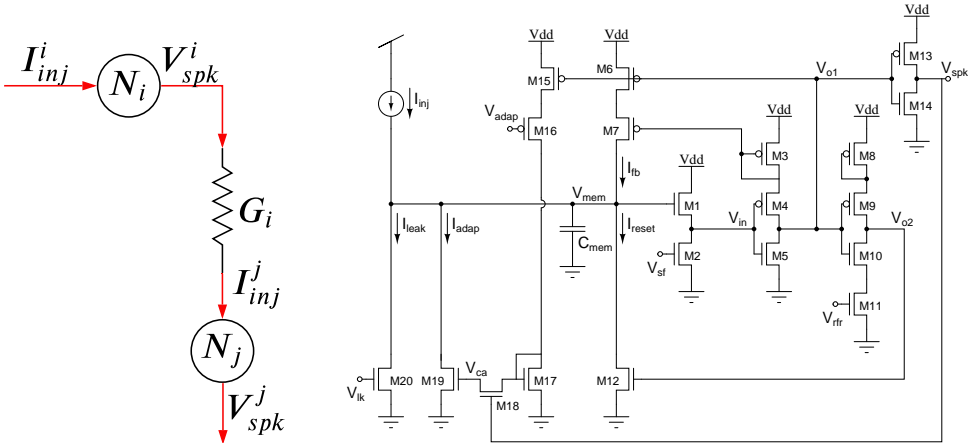 I^i_inj
V^i_spk
N_i
G_i
I^j_inj
N_j
V^j_spk
Vdd
Vdd
M13
M15
M6
V_o1
V_spk
I_inj
M14
V_adap
M16
M7
Vdd
Vdd
M3
M8
Vdd
I_fb
V_mem
M1
M4
M9
I_leak
I_adap
C_mem
I_reset
V_in
V_o2
M2
M5
M10
V_sf
V_rfr
M11
V_ca
V_lk
M20
M19
M18
M17
M12
Vdd